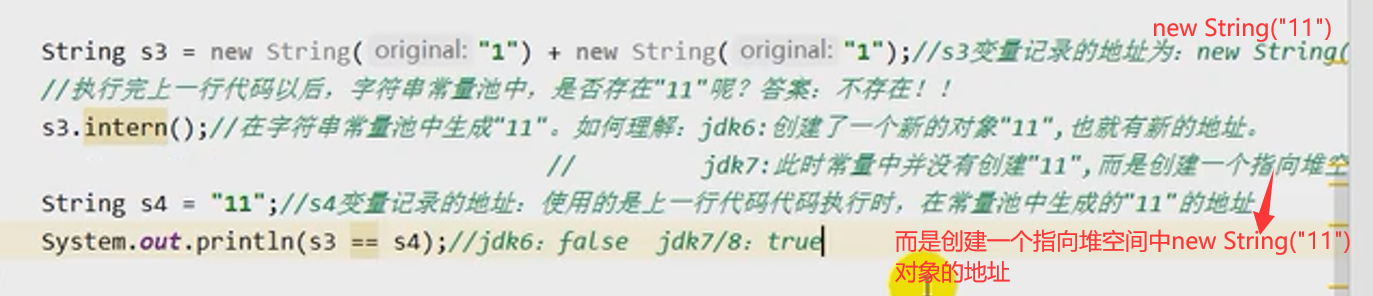 new String("11")
String s3 = new String( original: "1") + new String( original: "1");//s3变量记录的地址为：new String(
//执行完上一行代码以后，字符串常量池中，是否存在"11"呢？答案：不存在！！
s3.intern();//在字符串常量池中生成"11"。如何理解：jdk6:创建了一个新的对象"11",也就有新的地址。
// jdk7:此时常量中并没有创建"11",而是创建一个指向堆空
String s4 = "11";//s4变量记录的地址：使用的是上一行代码代码执行时，在常量池中生成的"11"的地址
System.out.println(s3 == s4);//jdk6：false jdk7/8：true
而是创建一个指向堆空间中new String("11")
对象的地址